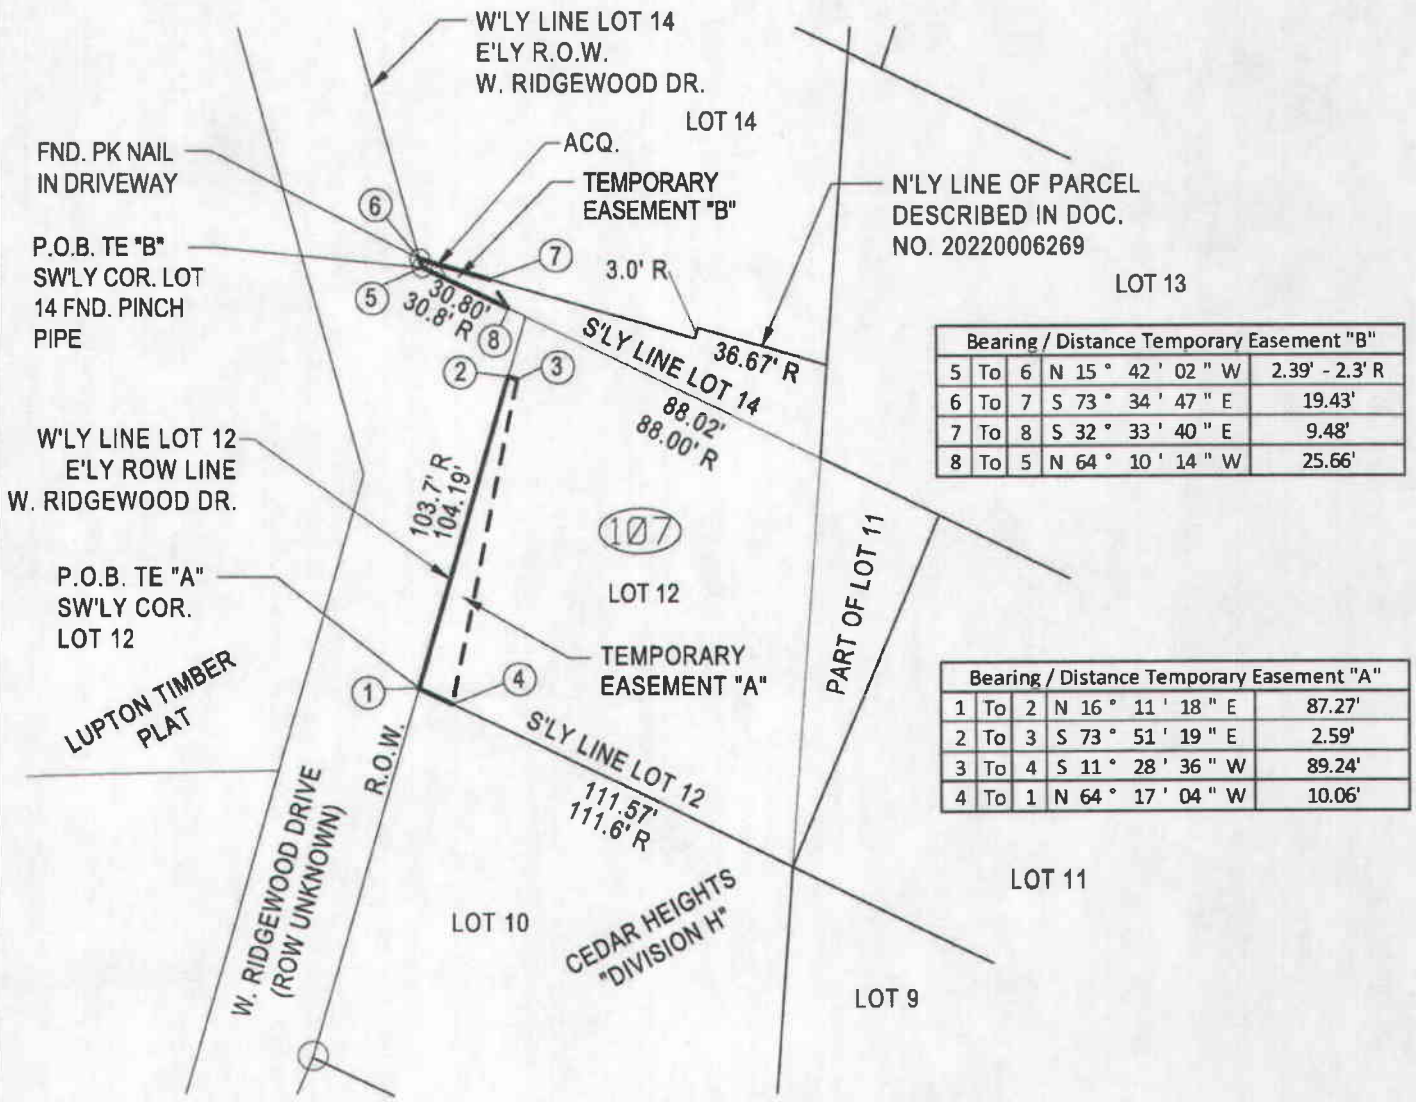 W'LY LINE LOT 14
E'LY R.O.W.
W. RIDGEWOOD DR.
LOT 14
FND. PK NAIL
IN DRIVEWAY
ACQ.
TEMPORARY
EASEMENT "B"
N'LY LINE OF PARCEL
DESCRIBED IN DOC.
NO. 20220006269
P.O.B. TE "B"
SW'LY COR. LOT
14 FND. PINCH
PIPE
6
7
5
8
30.80'
30.8' R
3.0' R
36.67' R
LOT 13
S'LY LINE LOT 14
88.02'
88.00' R
2
3
Bearing / Distance Temporary Easement "B"
5 To 6 N 15 ° 42 ' 02 " W 2.39' - 2.3' R
6 To 7 S 73 ° 34 ' 47 " E 19.43'
7 To 8 S 32 ° 33 ' 40 " E 9.48'
8 To 5 N 64 ° 10 ' 14 " W 25.66'
W'LY LINE LOT 12
E'LY ROW LINE
W. RIDGEWOOD DR.
103.7' R
104.19'
107
LOT 12
PART OF LOT 11
P.O.B. TE "A"
SW'LY COR.
LOT 12
TEMPORARY
EASEMENT "A"
1
4
LUPTON TIMBER
PLAT
S'LY LINE LOT 12
111.57'
111.6' R
Bearing / Distance Temporary Easement "A"
1 To 2 N 16 ° 11 ' 18 " E 87.27'
2 To 3 S 73 ° 51 ' 19 " E 2.59'
3 To 4 S 11 ° 28 ' 36 " W 89.24'
4 To 1 N 64 ° 17 ' 04 " W 10.06'
R.O.W.
W. RIDGEWOOD DRIVE
(ROW UNKNOWN)
LOT 10
CEDAR HEIGHTS
"DIVISION H"
LOT 11
LOT 9